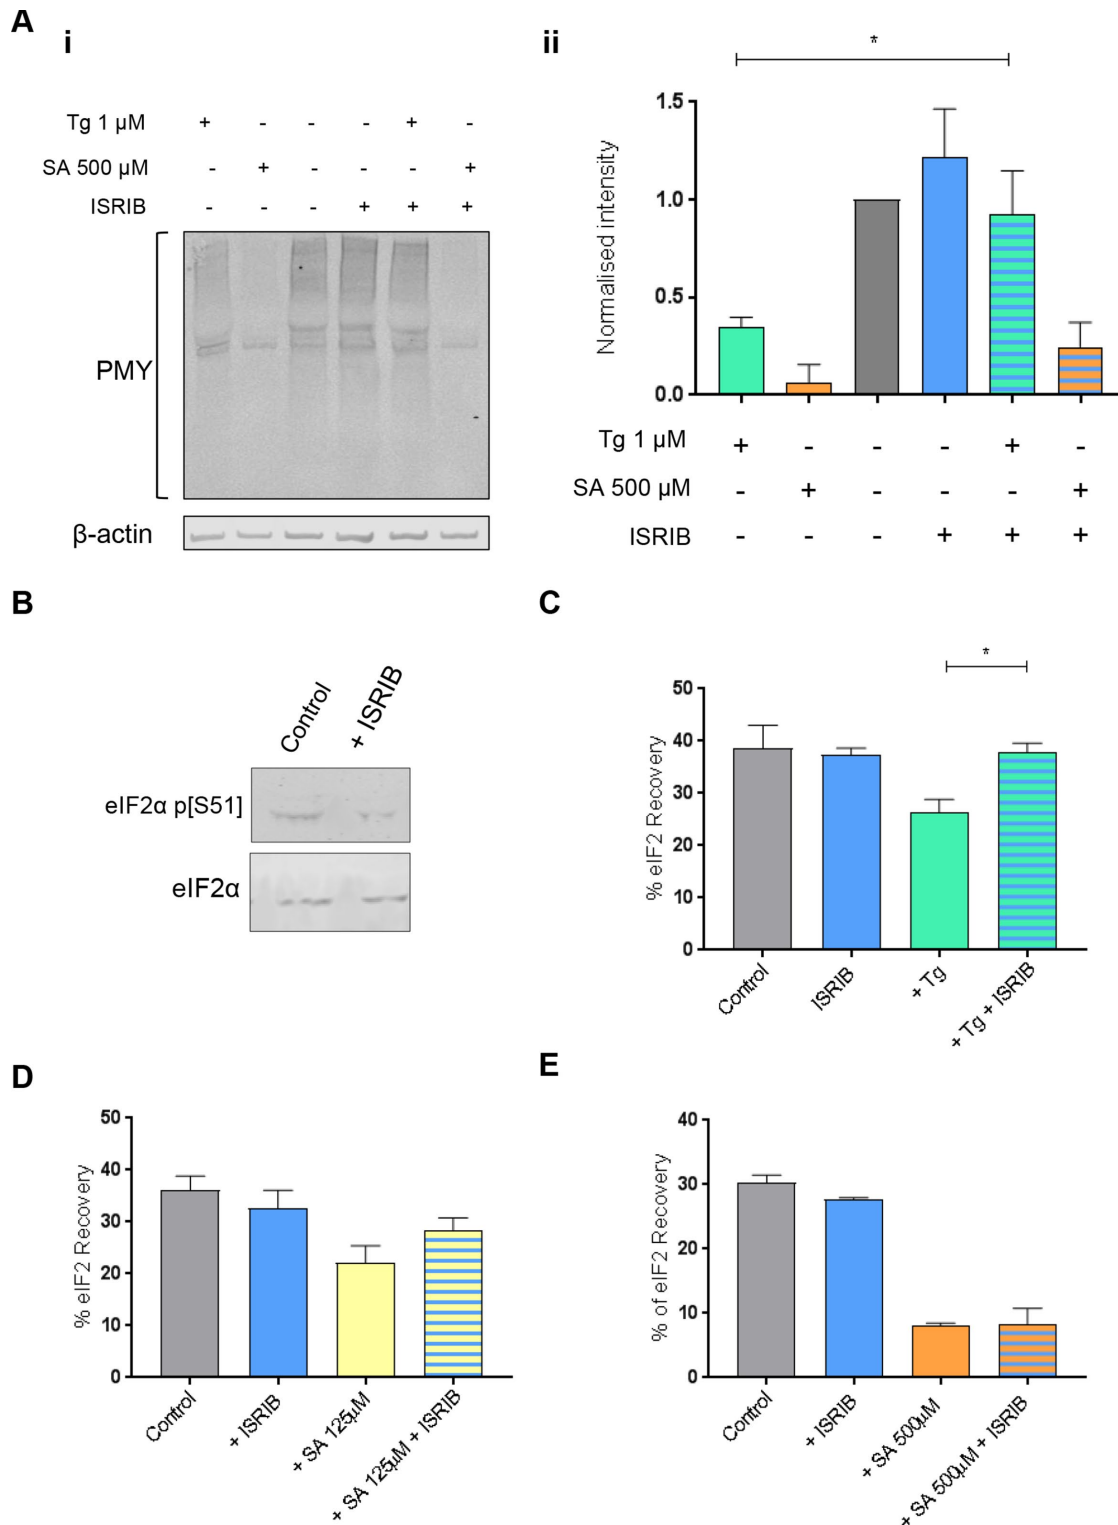 A
i
Tg 1 µM + - - - + -
SA 500 µM - + - - - +
ISRIB - - - + + +
PMY
β-actin
ii
*
Normalised intensity
1.5
1.0
0.5
0.0
Tg 1 µM + - - - + -
SA 500 µM - + - - - +
ISRIB - - - + + +
B
Control
+ ISRIB
eIF2α p[S51]
eIF2α
C
*
% eIF2 Recovery
50
40
30
20
10
0
Control
ISRIB
+ Tg
+ Tg + ISRIB
D
% eIF2 Recovery
50
40
30
20
10
0
Control
+ ISRIB
+ SA 125µM
+ SA 125µM + ISRIB
E
% of eIF2 Recovery
40
30
20
10
0
Control
+ ISRIB
+ SA 500µM
+ SA 500µM + ISRIB